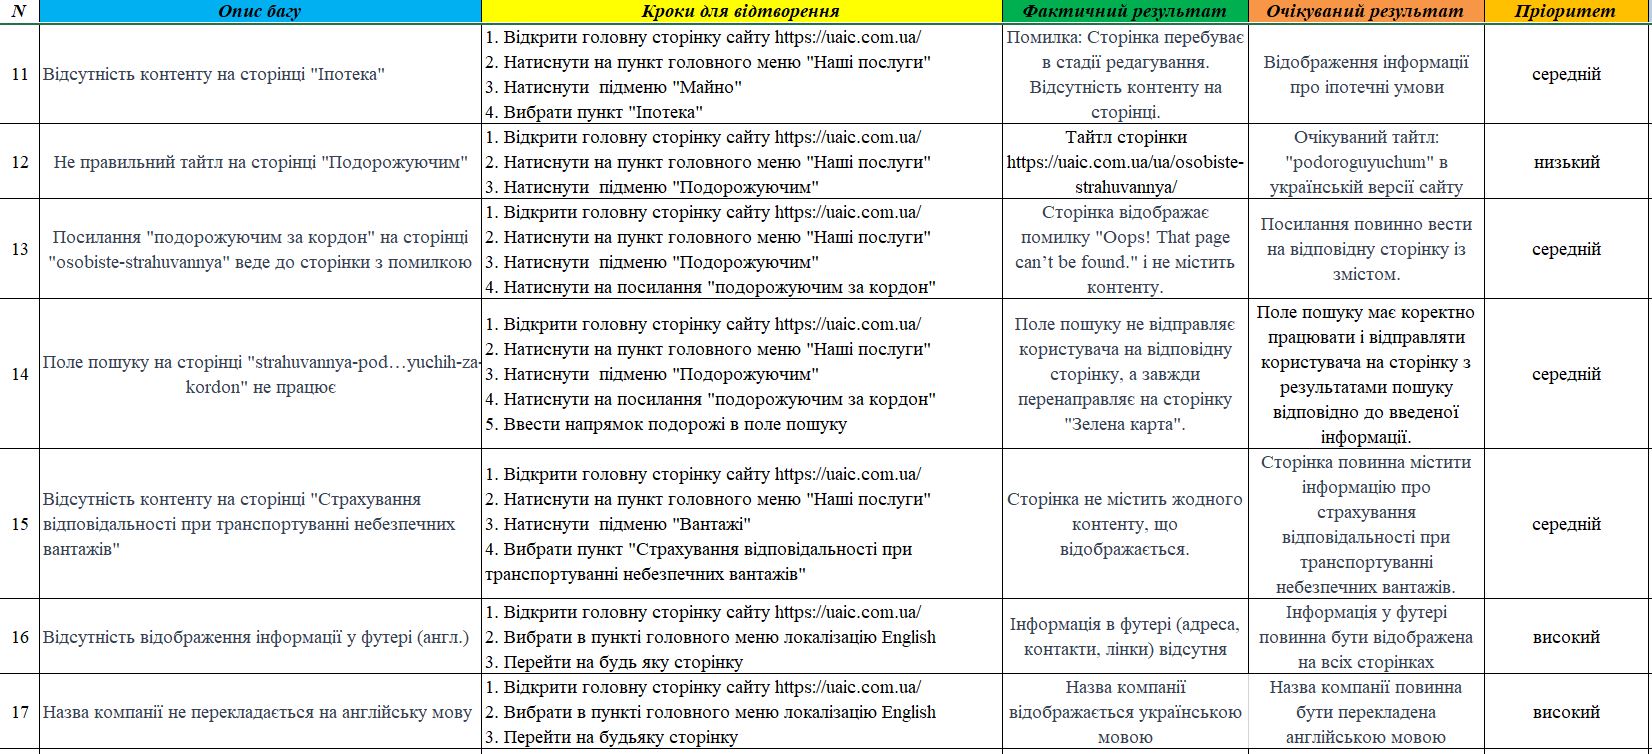 N Опис багу Кроки для відтворення Фактичний результат Очікуваний результат Пріоритет
11
Відсутність контенту на сторінці "Іпотека"
1. Відкрити головну сторінку сайту https://uaic.com.ua/
2. Натиснути на пункт головного меню "Наші послуги"
3. Натиснути  підменю "Майно"
4. Вибрати пункт "Іпотека"
Помилка: Сторінка перебуває
в стадії редагування.
Відсутність контенту на
сторінці.
Відображення інформації
про іпотечні умови
середній
12
Не правильний тайтл на сторінці "Подорожуючим"
1. Відкрити головну сторінку сайту https://uaic.com.ua/
2. Натиснути на пункт головного меню "Наші послуги"
3. Натиснути  підменю "Подорожуючим"
Тайтл сторінки
https://uaic.com.ua/ua/osobiste-
strahuvannya/
Очікуваний тайтл:
"podoroguyuchum" в
українській версії сайту
низький
13
Посилання "подорожуючим за кордон" на сторінці
"osobiste-strahuvannya" веде до сторінки з помилкою
1. Відкрити головну сторінку сайту https://uaic.com.ua/
2. Натиснути на пункт головного меню "Наші послуги"
3. Натиснути  підменю "Подорожуючим"
4. Натиснути на посилання "подорожуючим за кордон"
Сторінка відображає
помилку "Oops! That page
can’t be found." і не містить
контенту.
Посилання повинно вести
на відповідну сторінку із
змістом.
середній
14
Поле пошуку на сторінці "strahuvannya-pod…yuchih-za-
kordon" не працює
1. Відкрити головну сторінку сайту https://uaic.com.ua/
2. Натиснути на пункт головного меню "Наші послуги"
3. Натиснути  підменю "Подорожуючим"
4. Натиснути на посилання "подорожуючим за кордон"
5. Ввести напрямок подорожі в поле пошуку
Поле пошуку не відправляє
користувача на відповідну
сторінку, а завжди
перенаправляє на сторінку
"Зелена карта".
Поле пошуку має коректно
працювати і відправляти
користувача на сторінку з
результатами пошуку
відповідно до введеної
інформації.
середній
15
Відсутність контенту на сторінці "Страхування
відповідальності при транспортуванні небезпечних
вантажів"
1. Відкрити головну сторінку сайту https://uaic.com.ua/
2. Натиснути на пункт головного меню "Наші послуги"
3. Натиснути  підменю "Вантажі"
4. Вибрати пункт "Страхування відповідальності при
транспортуванні небезпечних вантажів"
Сторінка не містить жодного
контенту, що
відображається.
Сторінка повинна містити
інформацію про
страхування
відповідальності при
транспортуванні
небезпечних вантажів.
середній
16
Відсутність відображення інформації у футері (англ.)
1. Відкрити головну сторінку сайту https://uaic.com.ua/
2. Вибрати в пункті головного меню локалізацію English
3. Перейти на будь яку сторінку
Інформація в футері (адреса,
контакти, лінки) відсутня
Інформація у футері
повинна бути відображена
на всіх сторінках
високий
17
Назва компанії не перекладається на англійську мову
1. Відкрити головну сторінку сайту https://uaic.com.ua/
2. Вибрати в пункті головного меню локалізацію English
3. Перейти на будьяку сторінку
Назва компанії
відображається українською
мовою
Назва компанії повинна
бути перекладена
англійською мовою
високий